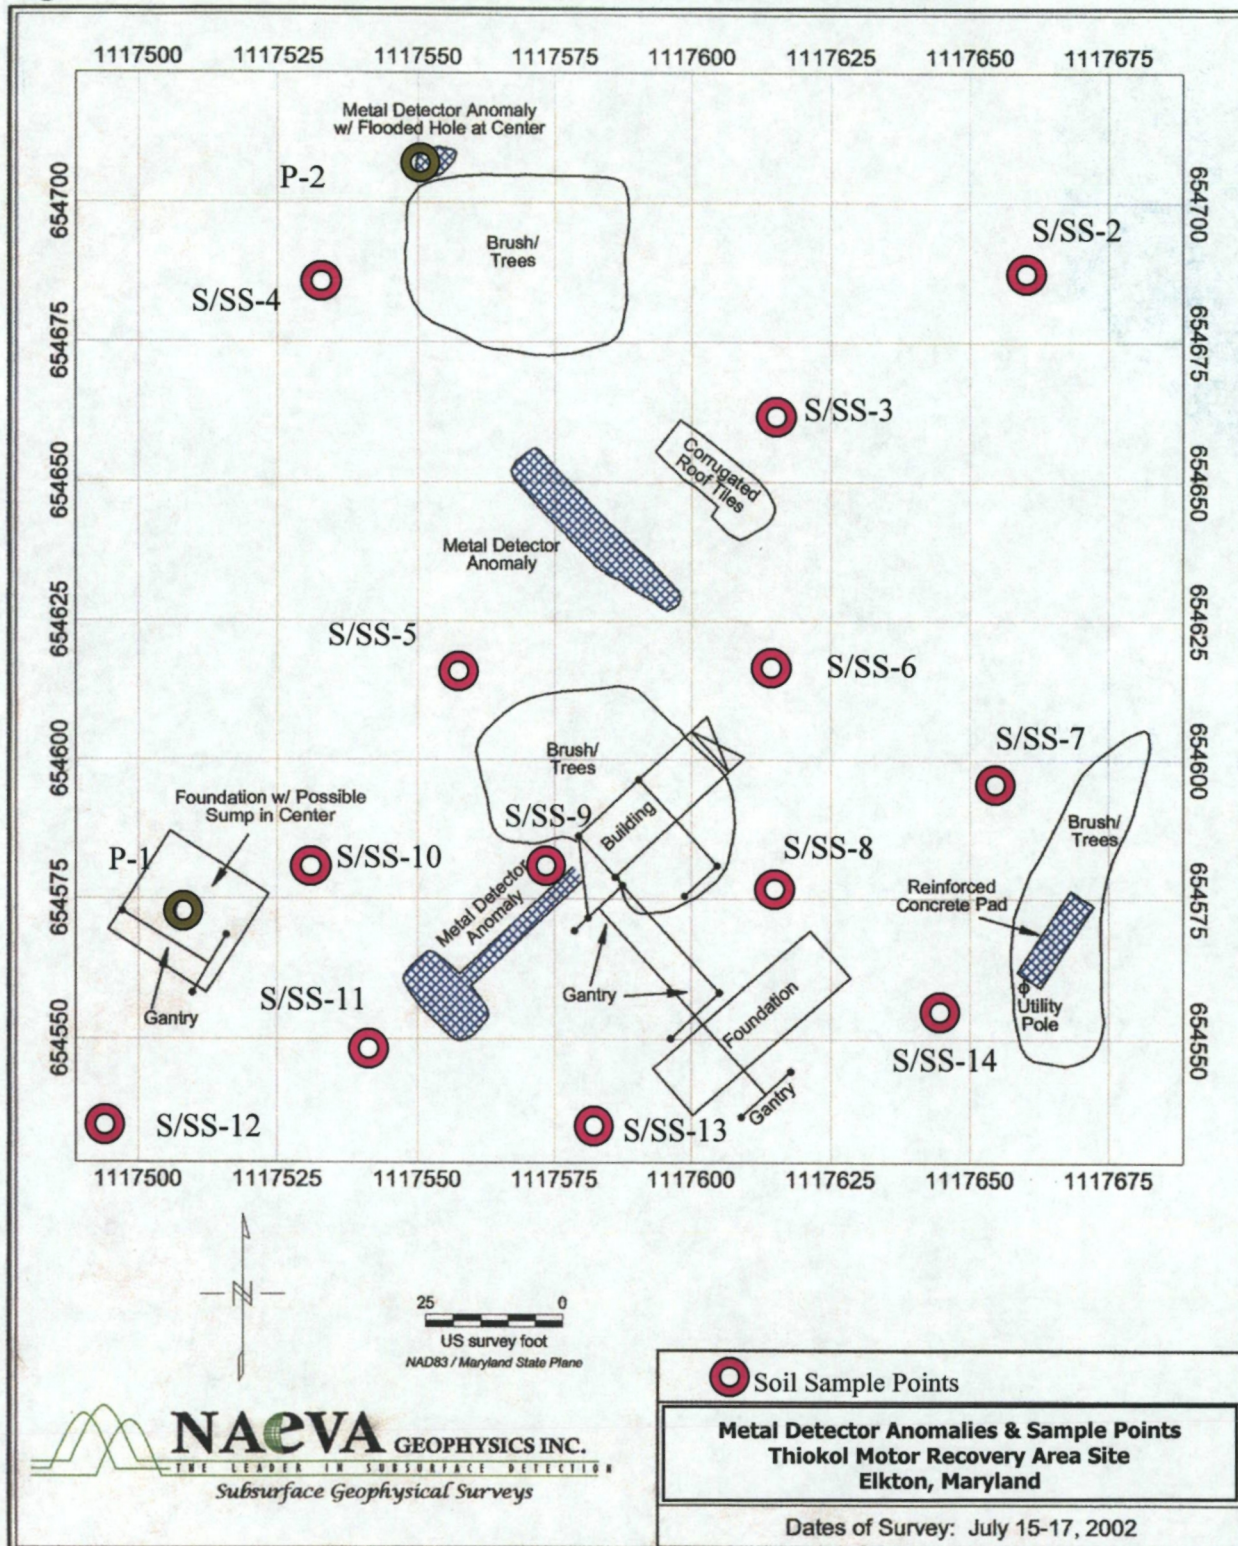 1117500 1117525 1117550 1117575 1117600 1117625 1117650 1117675
Metal Detector Anomaly
w/ Flooded Hole at Center
P-2
654700
654700
S/SS-2
Brush/
Trees
S/SS-4
654675
654675
S/SS-3
Corrugated
Roof Tiles
654650
654650
Metal Detector
Anomaly
654625
654625
S/SS-5
S/SS-6
S/SS-7
654600
654600
Brush/
Trees
Foundation w/ Possible
Sump in Center
S/SS-9
Building
Brush/
Trees
P-1
S/SS-10
S/SS-8
Metal Detector
Anomaly
Reinforced
Concrete Pad
654575
654575
S/SS-11
Gantry
Gantry
Foundation
Utility
Pole
654550
654550
S/SS-14
Gantry
S/SS-12
S/SS-13
1117500 1117525 1117550 1117575 1117600 1117625 1117650 1117675
N
25 0
US survey foot
NAD83 / Maryland State Plane
Soil Sample Points
NAEVA GEOPHYSICS INC.
THE LEADER IN SUBSURFACE DETECTION
Subsurface Geophysical Surveys
Metal Detector Anomalies & Sample Points
Thiokol Motor Recovery Area Site
Elkton, Maryland
Dates of Survey: July 15-17, 2002